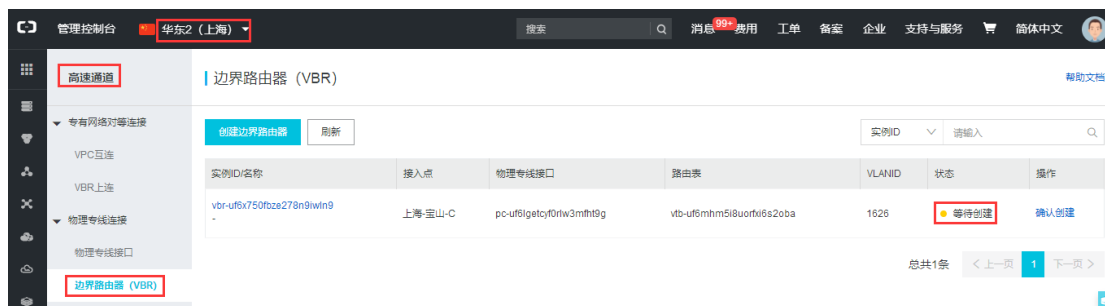 管理控制台 华东2（上海） 搜索 消息 99+ 费用 工单 备案 企业 支持与服务 简体中文
高速通道
边界路由器（VBR）
帮助文档
专有网络对等连接
VPC互连
VBR上连
物理专线连接
物理专线接口
边界路由器 (VBR)
创建边界路由器 刷新 实例ID 请输入
实例ID/名称 接入点 物理专线接口 路由表 VLANID 状态 操作
vbr-uf6x750fbze278n9iwln9 上海-宝山-C pc-uf6lgetcyf0rlw3mfht9g vtb-uf6mhm5i8uorfxi6s2oba 1626 等待创建 确认创建
-
总共1条 < 上一页 1 下一页 >